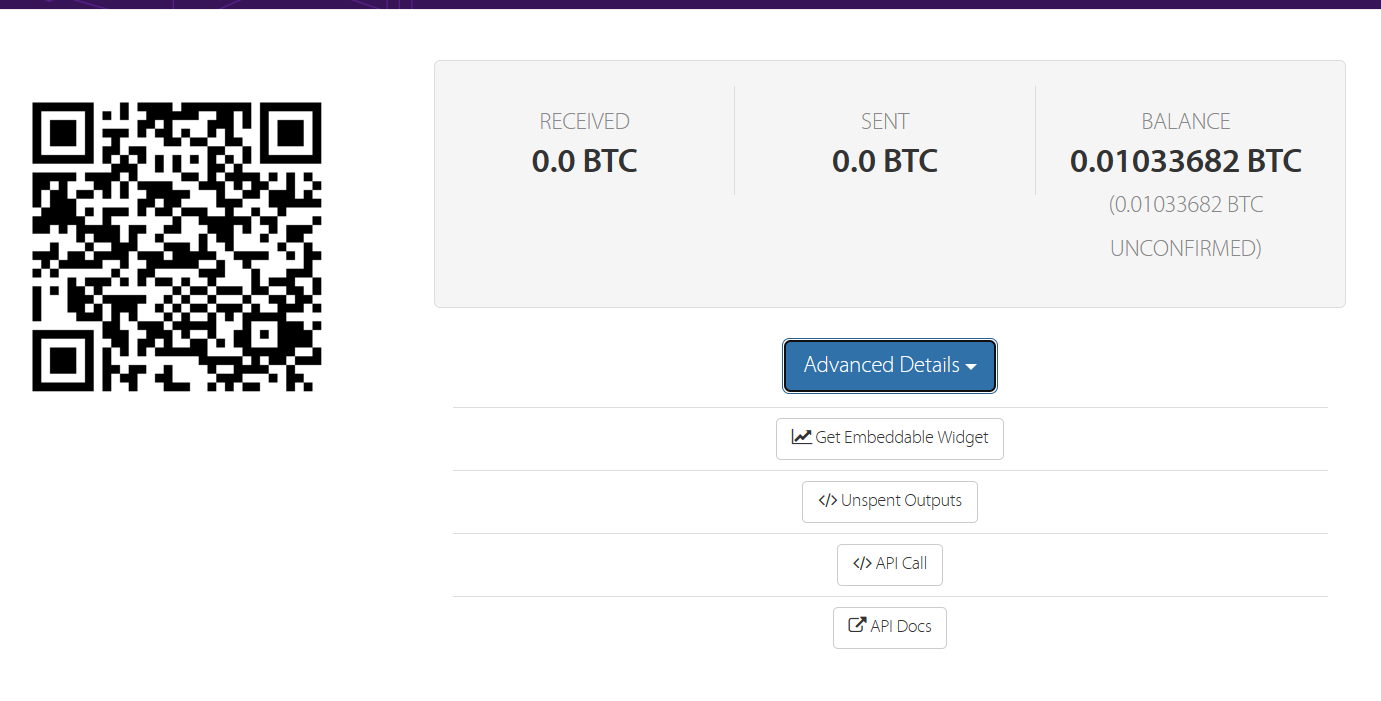 RECEIVED
0.0 BTC
SENT
0.0 BTC
BALANCE
0.01033682 BTC
(0.01033682 BTC
UNCONFIRMED)
Advanced Details
Get Embeddable Widget
</> Unspent Outputs
</> API Call
API Docs